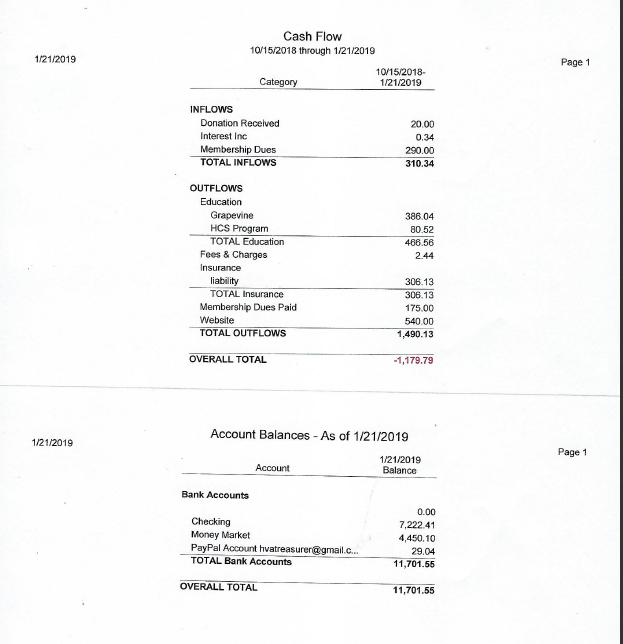 Cash Flow
10/15/2018 through 1/21/2019
1/21/2019
Page 1
10/15/2018-
Category 1/21/2019
INFLOWS
Donation Received 20.00
Interest Inc 0.34
Membership Dues 290.00
TOTAL INFLOWS 310.34
OUTFLOWS
Education
Grapevine 386.04
HCS Program 80.52
TOTAL Education 466.56
Fees & Charges 2.44
Insurance
liability 306.13
TOTAL Insurance 306.13
Membership Dues Paid 175.00
Website 540.00
TOTAL OUTFLOWS 1,490.13
OVERALL TOTAL -1,179.79
Account Balances - As of 1/21/2019
1/21/2019
Page 1
1/21/2019
Account Balance
Bank Accounts
0.00
Checking 7,222.41
Money Market 4,450.10
PayPal Account hvatreasurer@gmail.c... 29.04
TOTAL Bank Accounts 11,701.55
OVERALL TOTAL 11,701.55